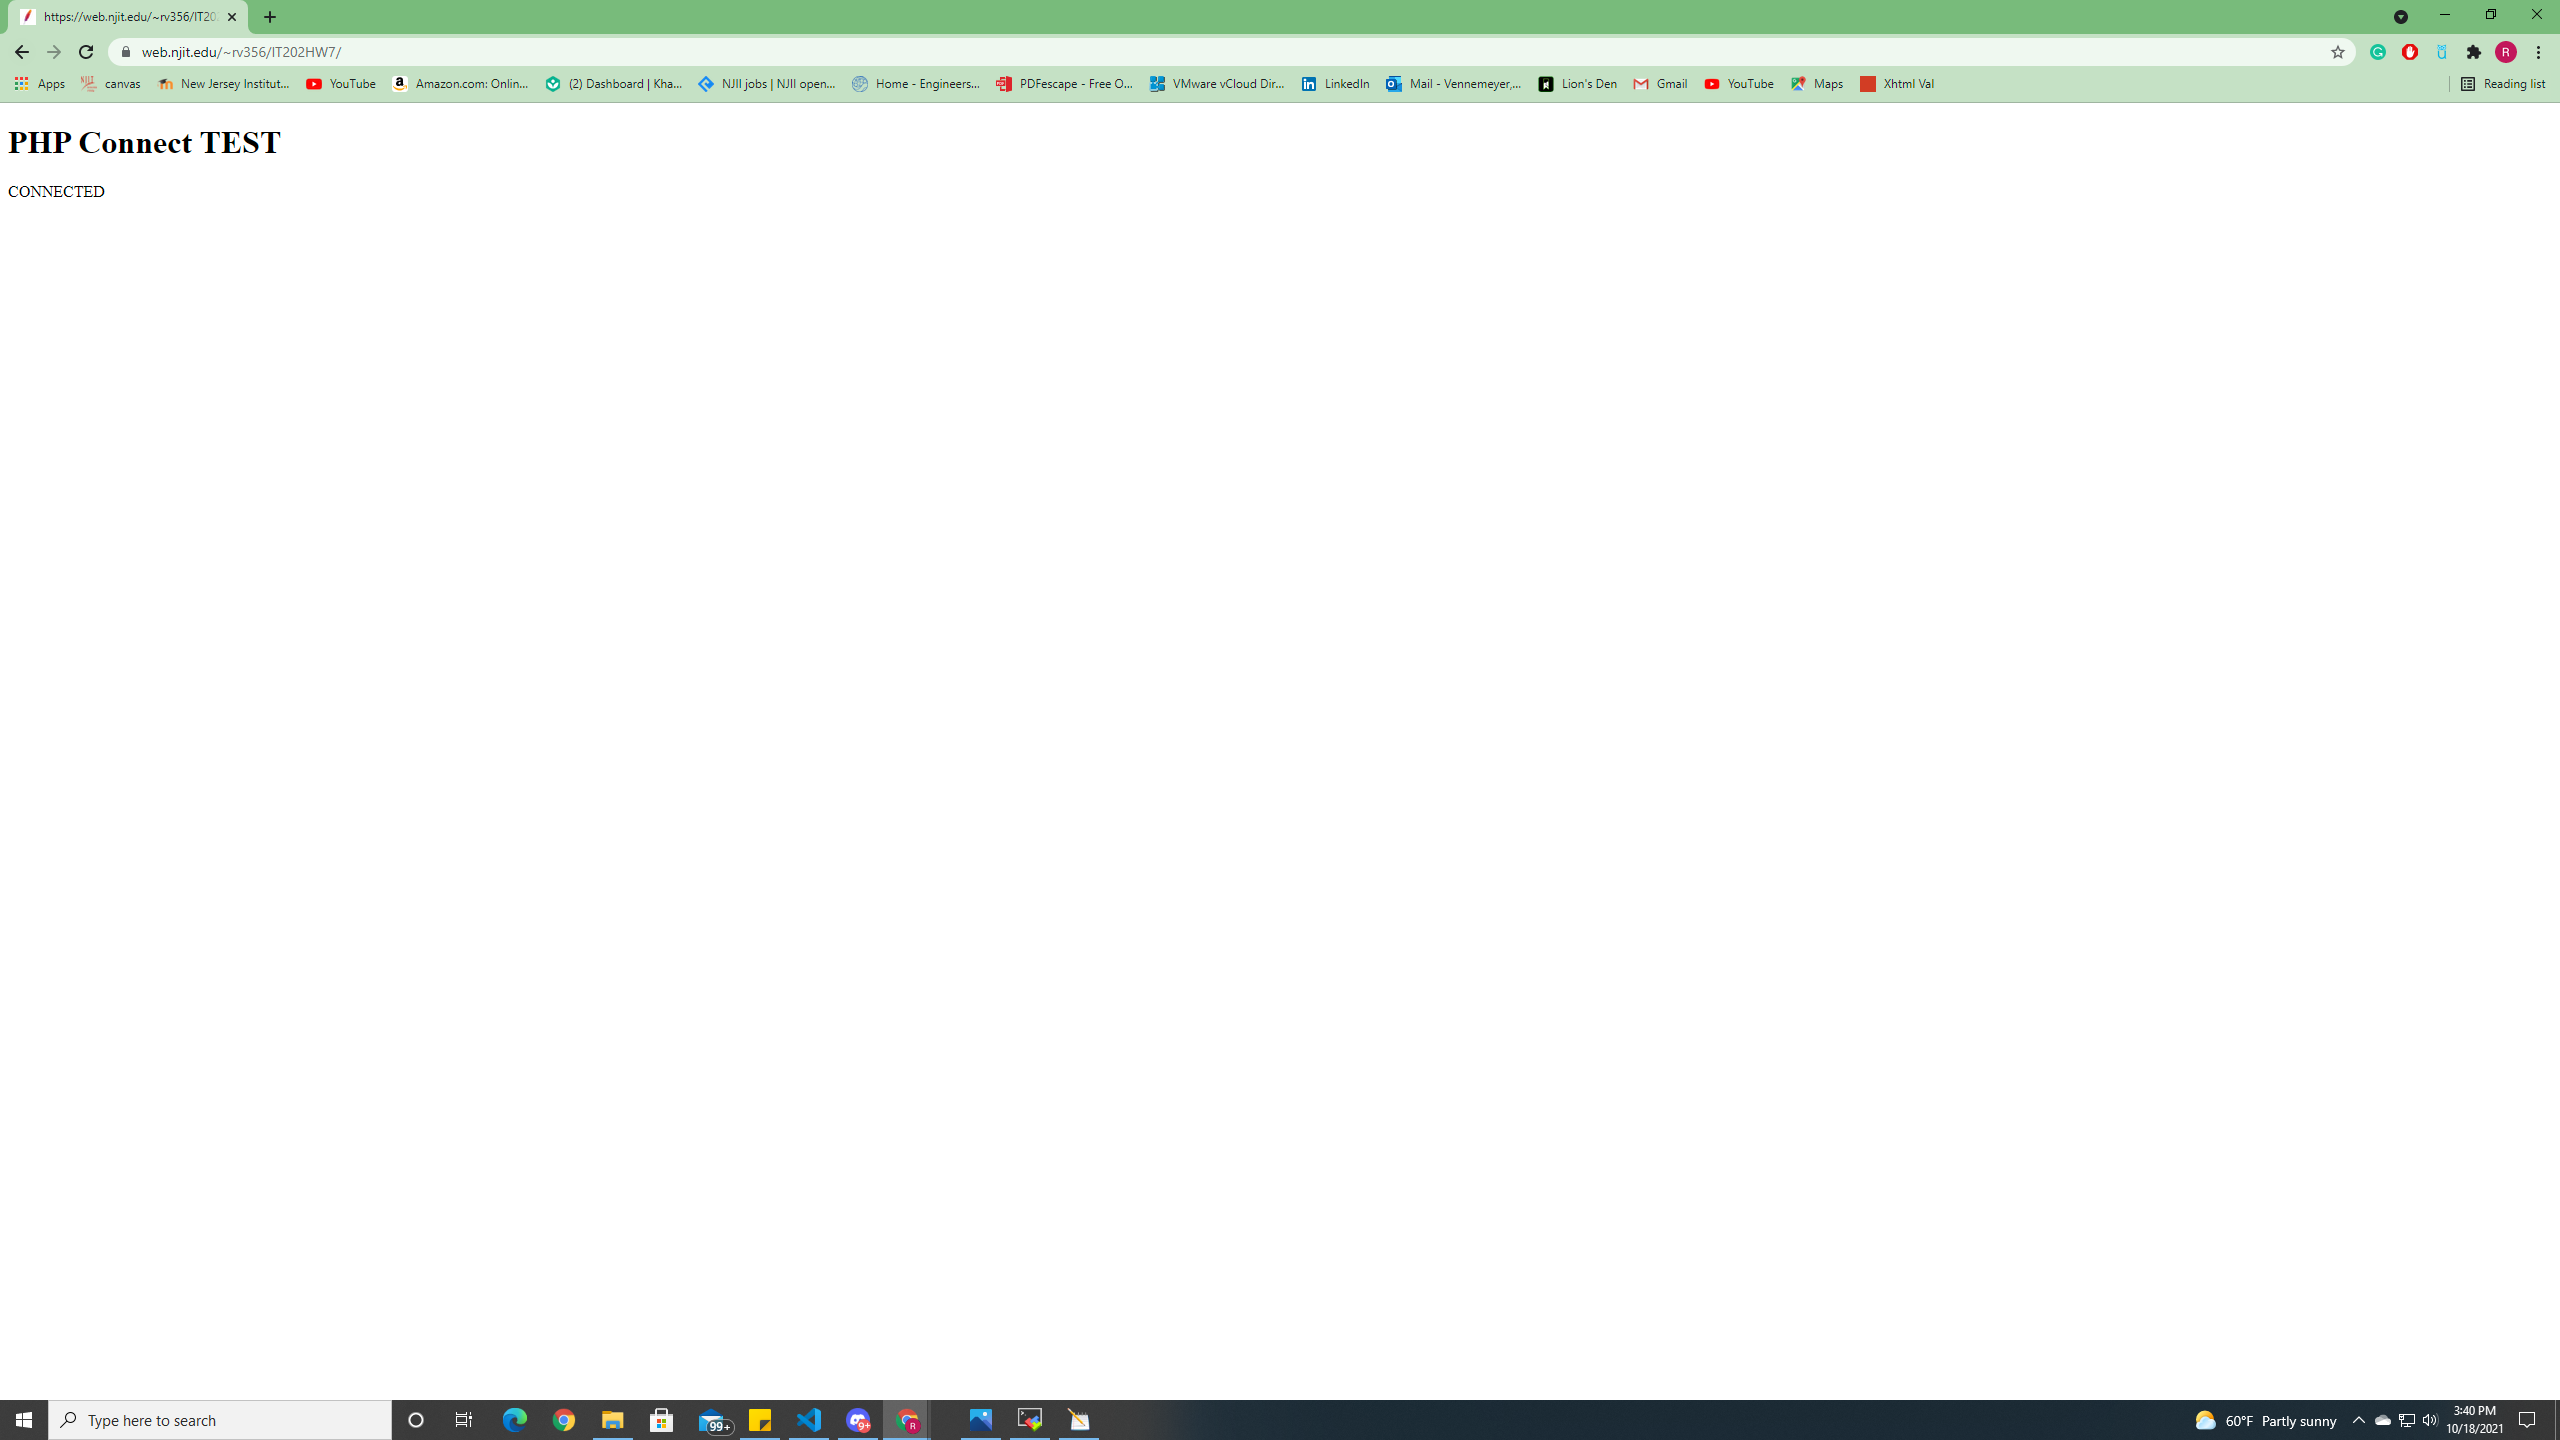 https://web.njit.edu/~rv356/IT20
web.njit.edu/~rv356/IT202HW7/
R
Apps canvas New Jersey Institut... YouTube Amazon.com: Onlin... (2) Dashboard | Kha... NJII jobs | NJII open... Home - Engineers... PDFescape - Free O... VMware vCloud Dir... LinkedIn Mail - Vennemeyer,... Lion's Den Gmail YouTube Maps Xhtml Val Reading list
PHP Connect TEST
CONNECTED
Type here to search 99+ 9+ R 60°F Partly sunny 3:40 PM
10/18/2021